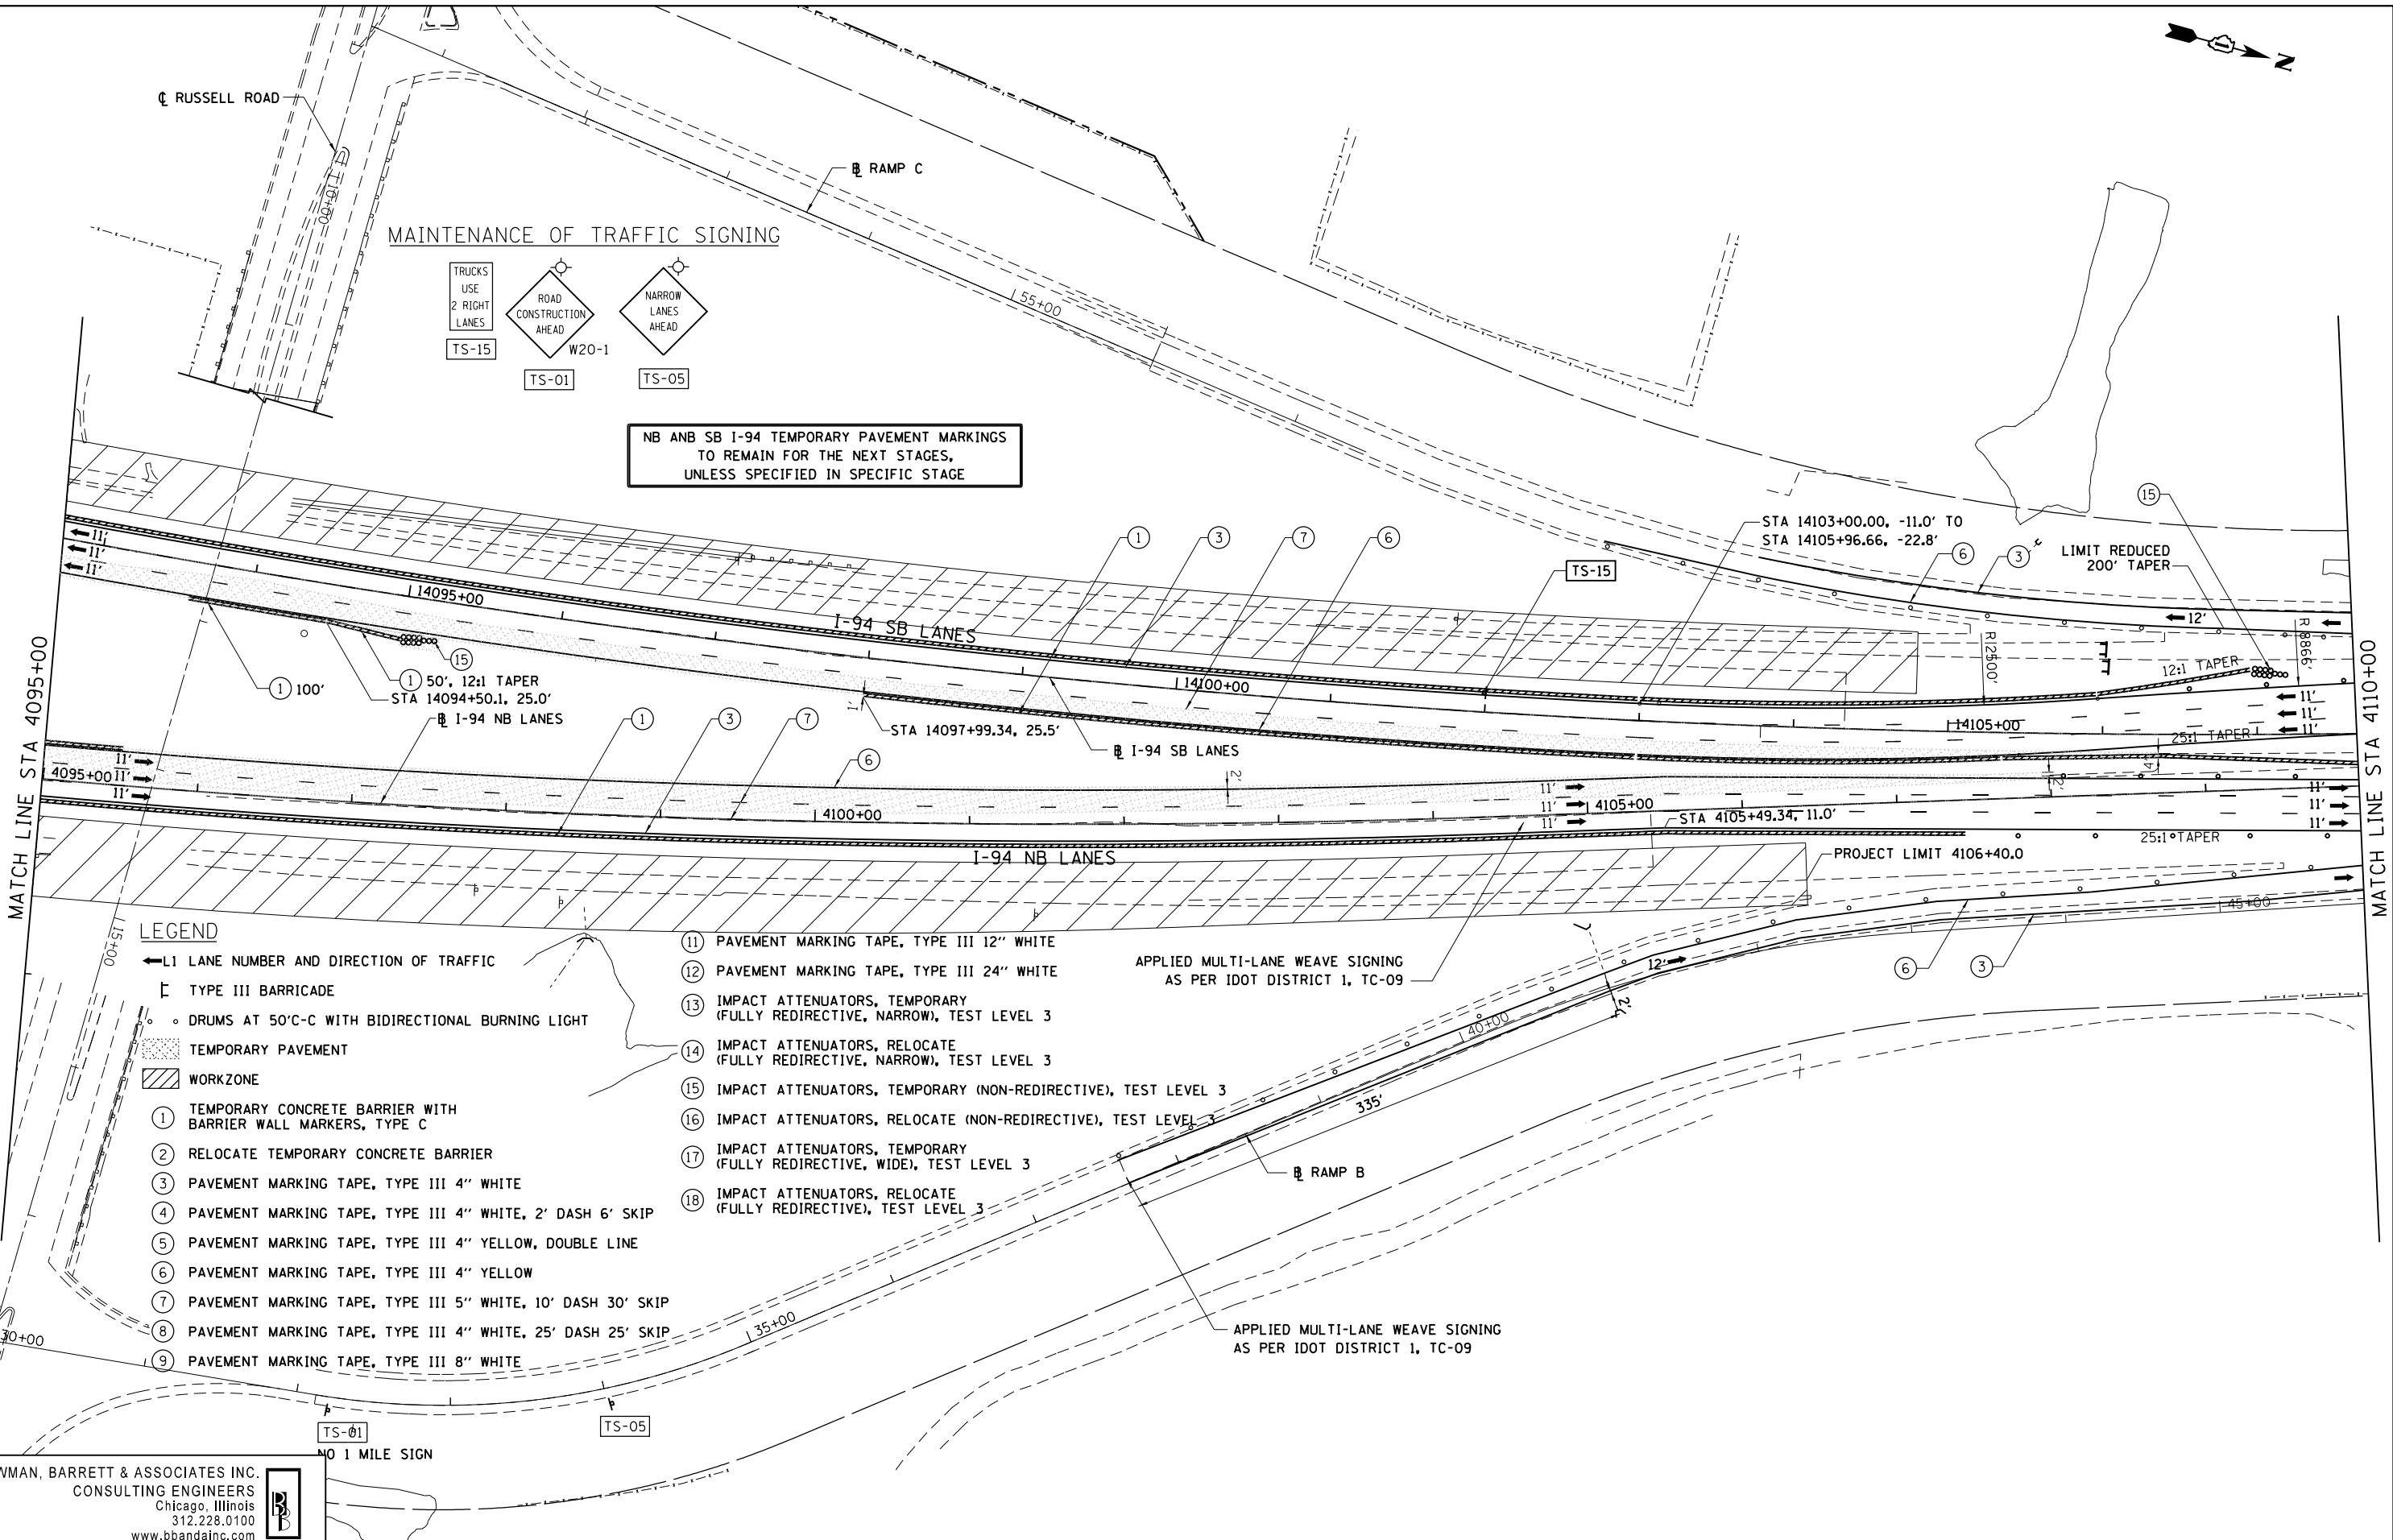 N
℄ RUSSELL ROAD
110+00
MAINTENANCE OF TRAFFIC SIGNING
TRUCKS
USE
2 RIGHT
LANES
TS-15
ROAD
CONSTRUCTION
AHEAD
W20-1
TS-01
NARROW
LANES
AHEAD
TS-05
NB ANB SB I-94 TEMPORARY PAVEMENT MARKINGS
TO REMAIN FOR THE NEXT STAGES,
UNLESS SPECIFIED IN SPECIFIC STAGE
RAMP C
55+00
1
3
7
6
TS-15
STA 14103+00.00, -11.0' TO
STA 14105+96.66, -22.8'
6
3
15
LIMIT REDUCED
200' TAPER
12'
R 8866'
R12500'
12:1 TAPER
11'
11'
11'
14095+00
I-94 SB LANES
14100+00
14105+00
11'
11'
11'
25:1 TAPER
1 100'
15
1 50', 12:1 TAPER
STA 14094+50.1, 25.0'
I-94 NB LANES
1
3
7
6
1'
STA 14097+99.34, 25.5'
I-94 SB LANES
2'
4'
2'
MATCH LINE STA 4095+00
MATCH LINE STA 4110+00
11'
4095+00 11'
11'
4100+00
11'
11'
11'
4105+00
STA 4105+49.34, 11.0'
11'
11'
11'
25:1 TAPER
I-94 NB LANES
PROJECT LIMIT 4106+40.0
45+00
6
3
APPLIED MULTI-LANE WEAVE SIGNING
AS PER IDOT DISTRICT 1, TC-09
12'
2'
40+00
335'
RAMP B
115+00
LEGEND
L1 LANE NUMBER AND DIRECTION OF TRAFFIC
TYPE III BARRICADE
DRUMS AT 50'C-C WITH BIDIRECTIONAL BURNING LIGHT
TEMPORARY PAVEMENT
WORKZONE
1 TEMPORARY CONCRETE BARRIER WITH
BARRIER WALL MARKERS, TYPE C
2 RELOCATE TEMPORARY CONCRETE BARRIER
3 PAVEMENT MARKING TAPE, TYPE III 4" WHITE
4 PAVEMENT MARKING TAPE, TYPE III 4" WHITE, 2' DASH 6' SKIP
5 PAVEMENT MARKING TAPE, TYPE III 4" YELLOW, DOUBLE LINE
6 PAVEMENT MARKING TAPE, TYPE III 4" YELLOW
7 PAVEMENT MARKING TAPE, TYPE III 5" WHITE, 10' DASH 30' SKIP
8 PAVEMENT MARKING TAPE, TYPE III 4" WHITE, 25' DASH 25' SKIP
9 PAVEMENT MARKING TAPE, TYPE III 8" WHITE
11 PAVEMENT MARKING TAPE, TYPE III 12" WHITE
12 PAVEMENT MARKING TAPE, TYPE III 24" WHITE
13 IMPACT ATTENUATORS, TEMPORARY
(FULLY REDIRECTIVE, NARROW), TEST LEVEL 3
14 IMPACT ATTENUATORS, RELOCATE
(FULLY REDIRECTIVE, NARROW), TEST LEVEL 3
15 IMPACT ATTENUATORS, TEMPORARY (NON-REDIRECTIVE), TEST LEVEL 3
16 IMPACT ATTENUATORS, RELOCATE (NON-REDIRECTIVE), TEST LEVEL 3
17 IMPACT ATTENUATORS, TEMPORARY
(FULLY REDIRECTIVE, WIDE), TEST LEVEL 3
18 IMPACT ATTENUATORS, RELOCATE
(FULLY REDIRECTIVE), TEST LEVEL 3
APPLIED MULTI-LANE WEAVE SIGNING
AS PER IDOT DISTRICT 1, TC-09
30+00
35+00
TS-01
NO 1 MILE SIGN
TS-05
WMAN, BARRETT & ASSOCIATES INC.
CONSULTING ENGINEERS
Chicago, Illinois
312.228.0100
www.bbandainc.com